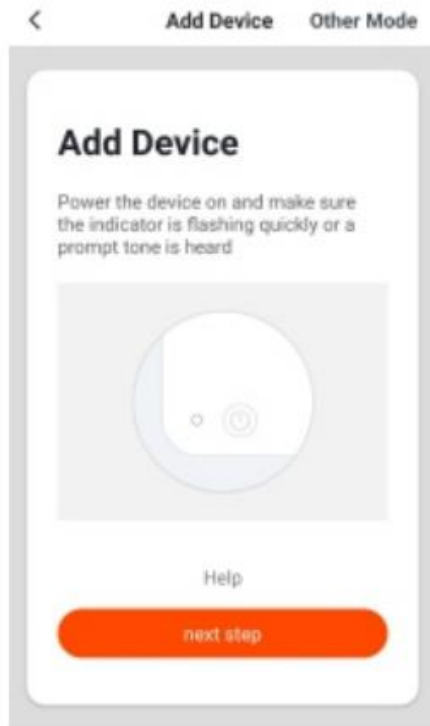 Add Device
Other Mode
Add Device
Power the device on and make sure
the indicator is flashing quickly or a
prompt tone is heard
Help
next step